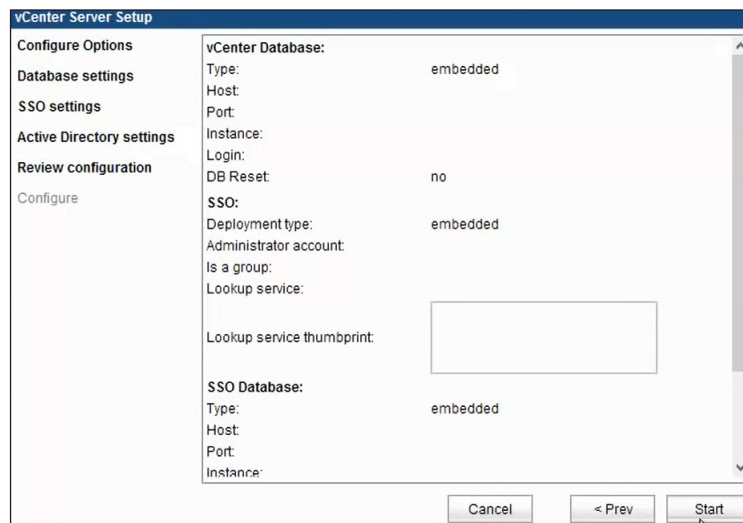 vCenter Server Setup
Configure Options
Database settings
SSO settings
Active Directory settings
Review configuration
Configure
vCenter Database:
Type: embedded
Host:
Port:
Instance:
Login:
DB Reset: no
SSO:
Deployment type: embedded
Administrator account:
Is a group:
Lookup service:
Lookup service thumbprint:
SSO Database:
Type: embedded
Host:
Port:
Instance:
Cancel < Prev Start